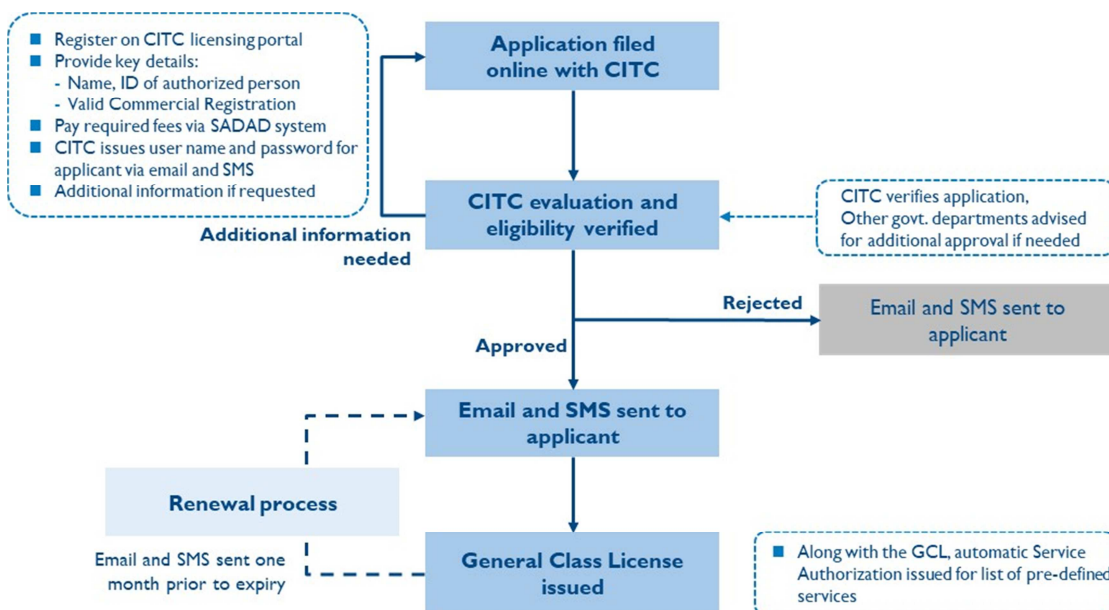 ■ Register on CITC licensing portal
■ Provide key details:
- Name, ID of authorized person
- Valid Commercial Registration
■ Pay required fees via SADAD system
■ CITC issues user name and password for
applicant via email and SMS
■ Additional information if requested
Application filed
online with CITC
CITC evaluation and
eligibility verified
CITC verifies application,
Other govt. departments advised
for additional approval if needed
Additional information
needed
Rejected
Email and SMS sent to
applicant
Approved
Email and SMS sent to
applicant
Renewal process
Email and SMS sent one
month prior to expiry
General Class License
issued
■ Along with the GCL, automatic Service
Authorization issued for list of pre-defined
services